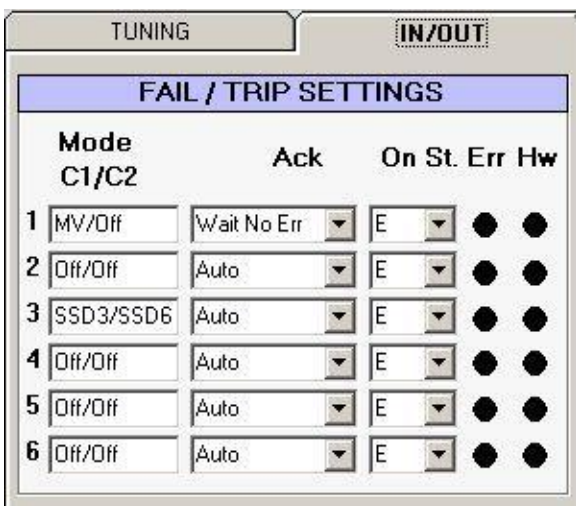 TUNING IN/OUT
FAIL / TRIP SETTINGS
Mode
C1/C2 Ack On St. Err Hw
1 MV/Off Wait No Err E
2 Off/Off Auto E
3 SSD3/SSD6 Auto E
4 Off/Off Auto E
5 Off/Off Auto E
6 Off/Off Auto E